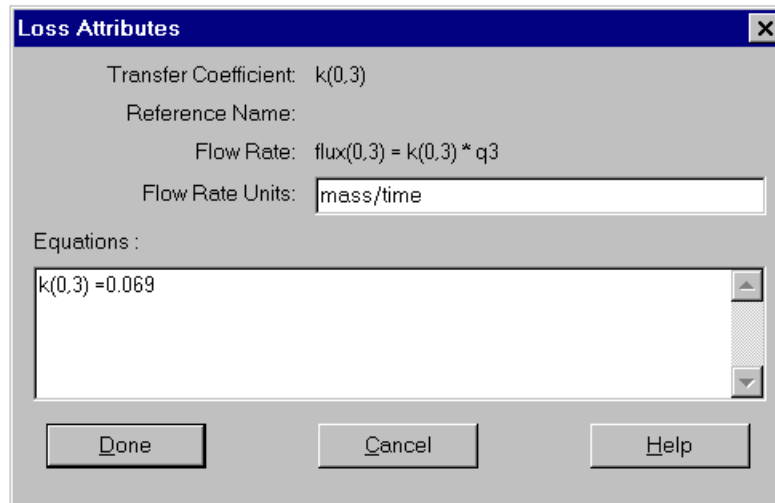 Loss Attributes
Transfer Coefficient: k(0,3)
Reference Name:
Flow Rate: flux(0,3) = k(0,3) * q3
Flow Rate Units: mass/time
Equations :
k(0,3) =0.069
Done Cancel Help